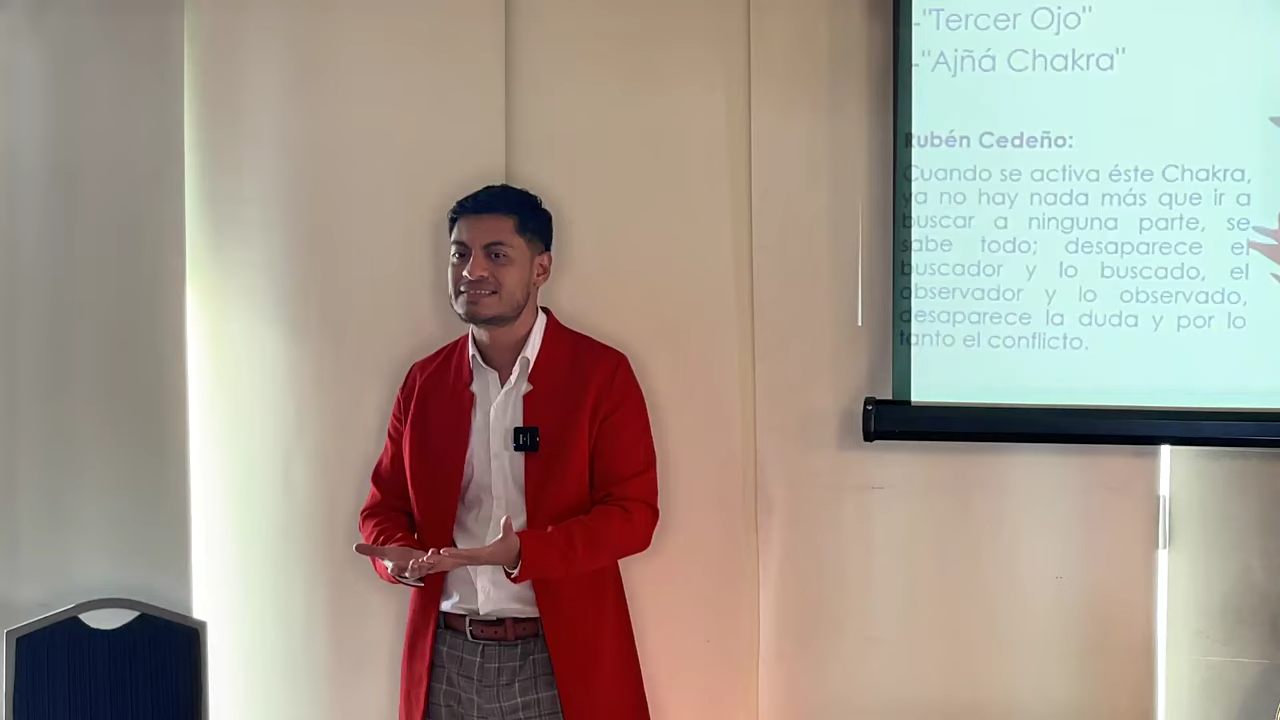 -"Tercer Ojo"
-"Ajñá Chakra"
Rubén Cedeño:
Cuando se activa éste Chakra,
ya no hay nada más que ir a
buscar a ninguna parte, se
sabe todo; desaparece el
buscador y lo buscado, el
observador y lo observado,
desaparece la duda y por lo
tanto el conflicto.